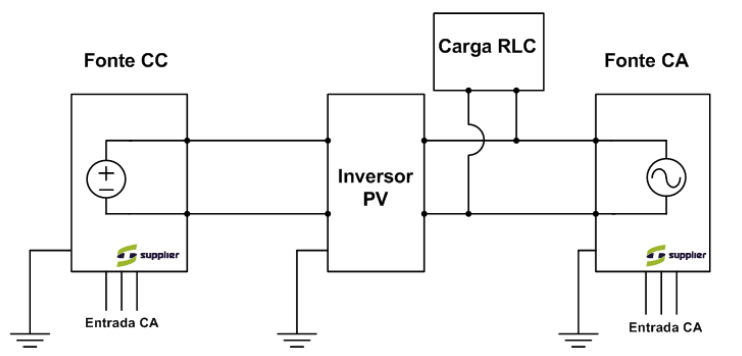 Carga RLC
Fonte CC
Fonte CA
Inversor
PV
supplier
supplier
Entrada CA
Entrada CA